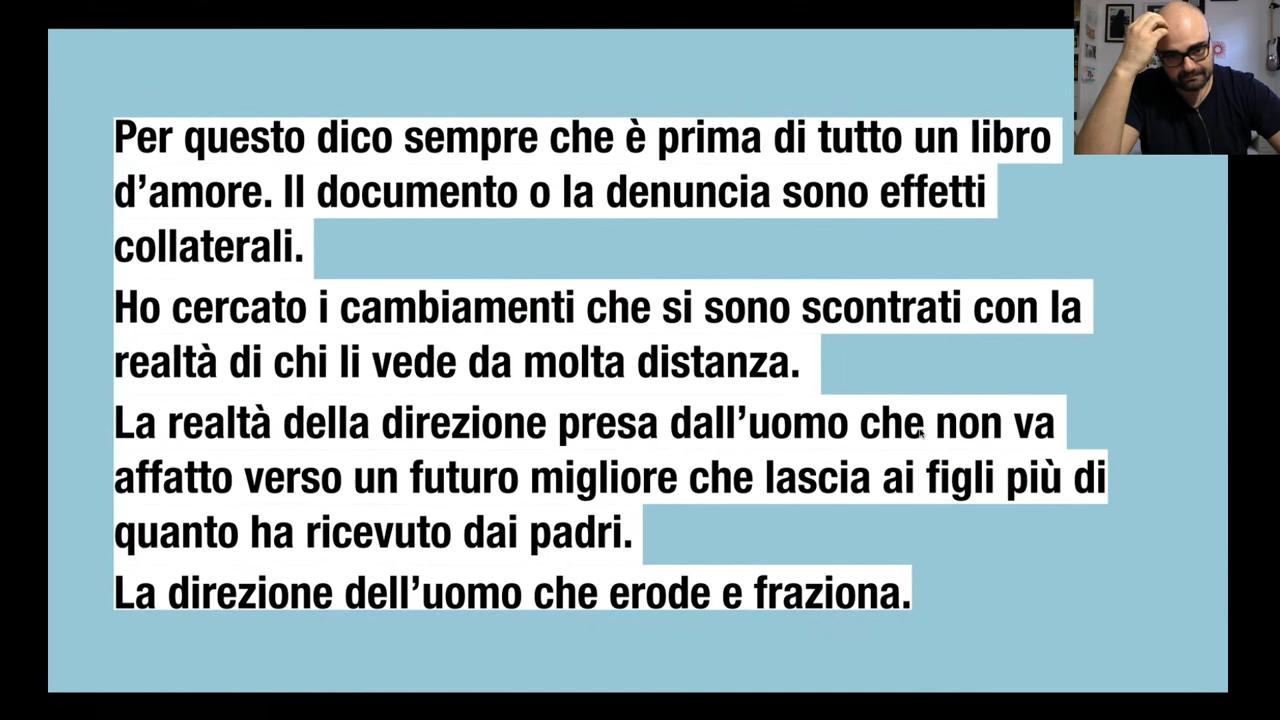 Per questo dico sempre che è prima di tutto un libro
d’amore. Il documento o la denuncia sono effetti
collaterali.
Ho cercato i cambiamenti che si sono scontrati con la
realtà di chi li vede da molta distanza.
La realtà della direzione presa dall’uomo che non va
affatto verso un futuro migliore che lascia ai figli più di
quanto ha ricevuto dai padri.
La direzione dell’uomo che erode e fraziona.